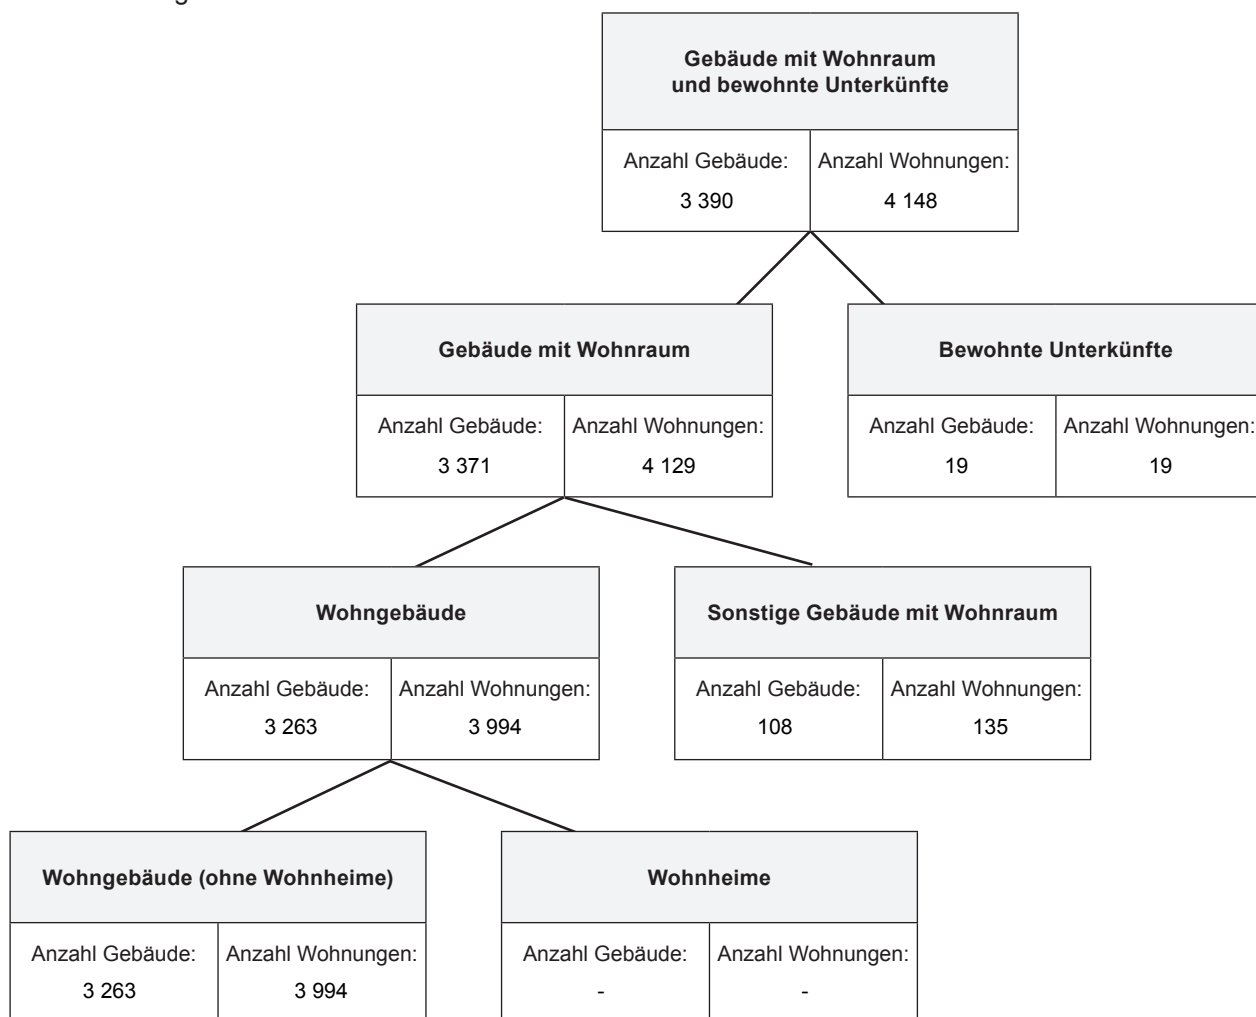 Gebäude mit Wohnraum
und bewohnte Unterkünfte
Anzahl Gebäude: Anzahl Wohnungen:
3 390 4 148
Gebäude mit Wohnraum Bewohnte Unterkünfte
Anzahl Gebäude: Anzahl Wohnungen: Anzahl Gebäude: Anzahl Wohnungen:
3 371 4 129 19 19
Wohngebäude Sonstige Gebäude mit Wohnraum
Anzahl Gebäude: Anzahl Wohnungen: Anzahl Gebäude: Anzahl Wohnungen:
3 263 3 994 108 135
Wohngebäude (ohne Wohnheime) Wohnheime
Anzahl Gebäude: Anzahl Wohnungen: Anzahl Gebäude: Anzahl Wohnungen:
3 263 3 994 - -